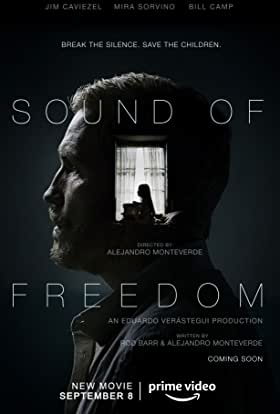 JIM CAVIEZEL MIRA SORVINO BILL CAMP
BREAK THE SILENCE. SAVE THE CHILDREN.
SOUND OF
DIRECTED BY
ALEJANDRO MONTEVERDE
FREEDOM
AN EDUARDO VERÁSTEGUI PRODUCTION
WRITTEN BY
ROD BARR & ALEJANDRO MONTEVERDE
COMING SOON
NEW MOVIE
SEPTEMBER 8
prime video